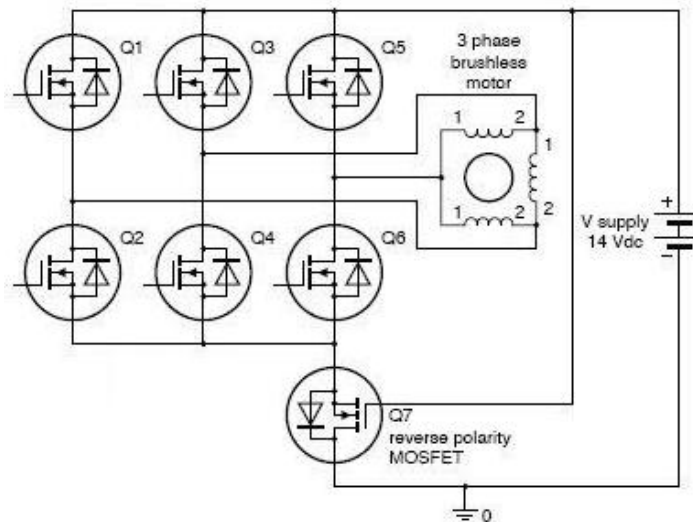 Q1
Q3
Q5
3 phase
brushless
motor
1 2
1
2
1 2
+
V supply
14 Vdc
−
Q2
Q4
Q6
Q7
reverse polarity
MOSFET
0